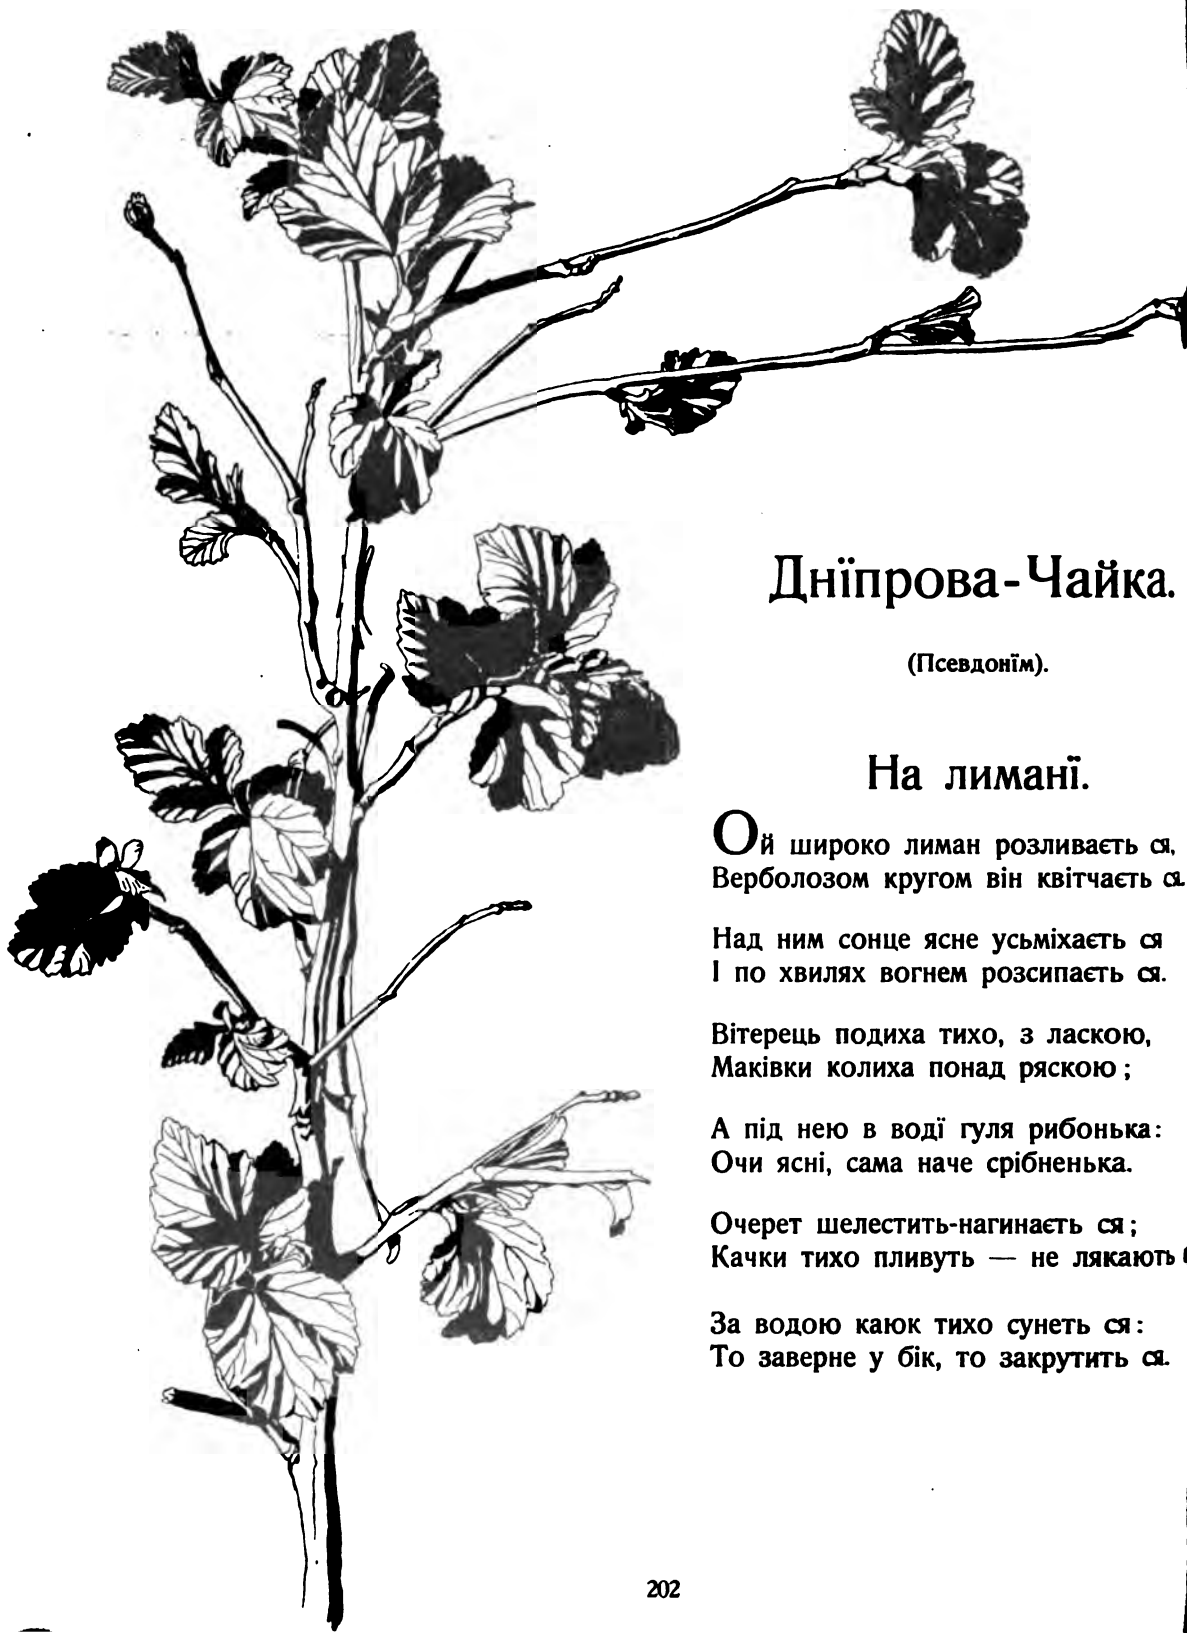 Дніпрова-Чайка.
(Псевдонїм).
На лиманї.
Ой широко лиман розливаєть ся,
Верболозом кругом він квітчаєть ся.
Над ним сонце ясне усьміхаєть ся
І по хвилях вогнем розсипаєть ся.
Вітерець подиха тихо, з ласкою,
Маківки колиха понад ряскою;
А під нею в водї гуля рибонька:
Очи ясні, сама наче срібненька.
Очерет шелестить-нагинаєть ся;
Качки тихо пливуть — не лякають
За водою каюк тихо сунеть ся:
То заверне у бік, то закрутить ся.
202